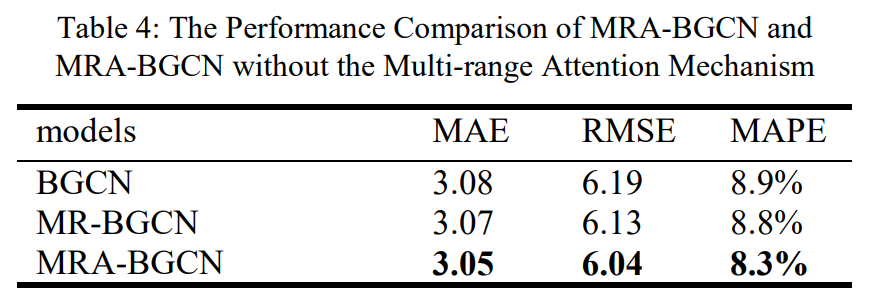 Table 4: The Performance Comparison of MRA-BGCN and
MRA-BGCN without the Multi-range Attention Mechanism
models MAE RMSE MAPE
BGCN 3.08 6.19 8.9%
MR-BGCN 3.07 6.13 8.8%
MRA-BGCN 3.05 6.04 8.3%